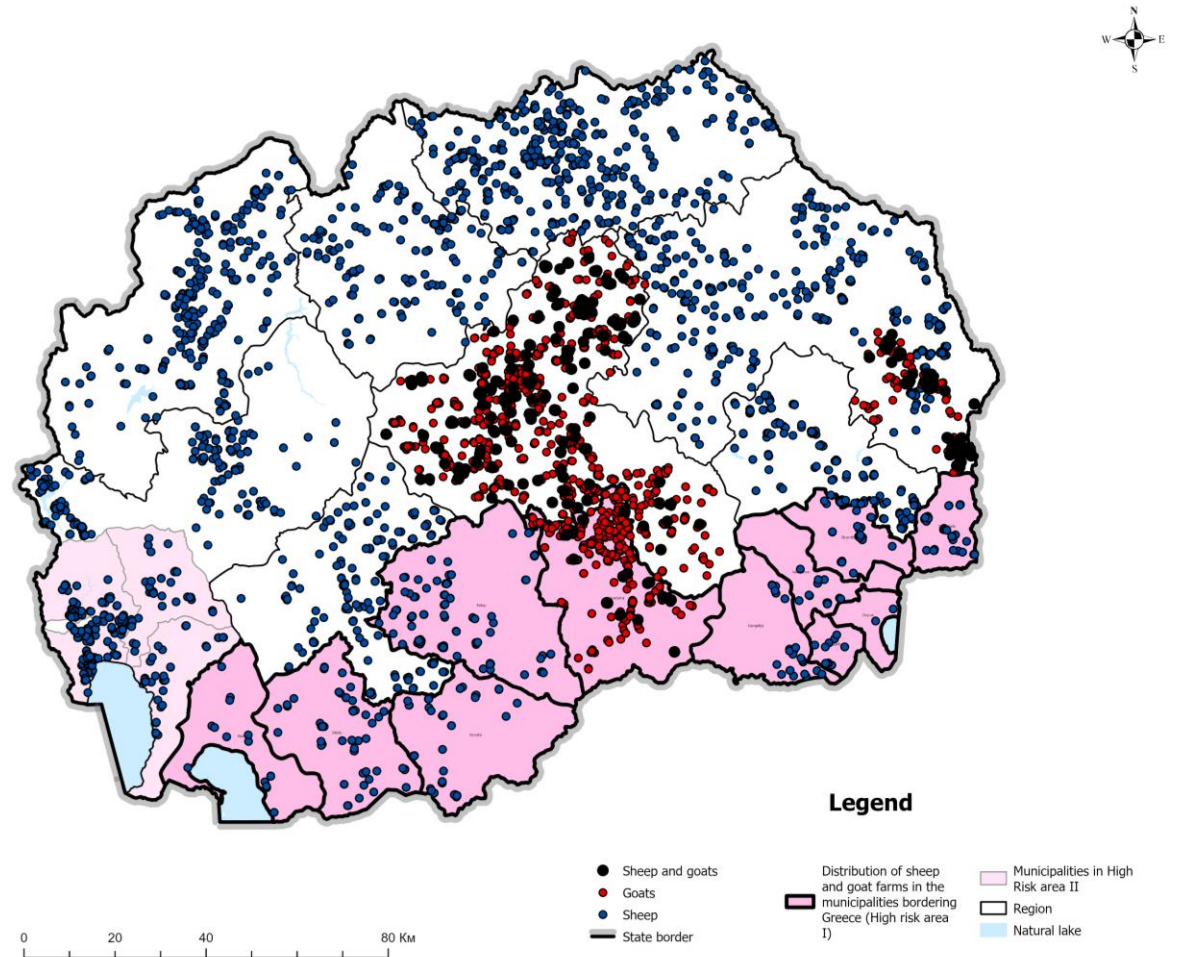 N
W E
S
Legend
Sheep and goats
Goats
Sheep
State border
Distribution of sheep
and goat farms in the
municipalities bordering
Greece (High risk area
I)
Municipalities in High
Risk area II
Region
Natural lake
0 20 40 80 Км